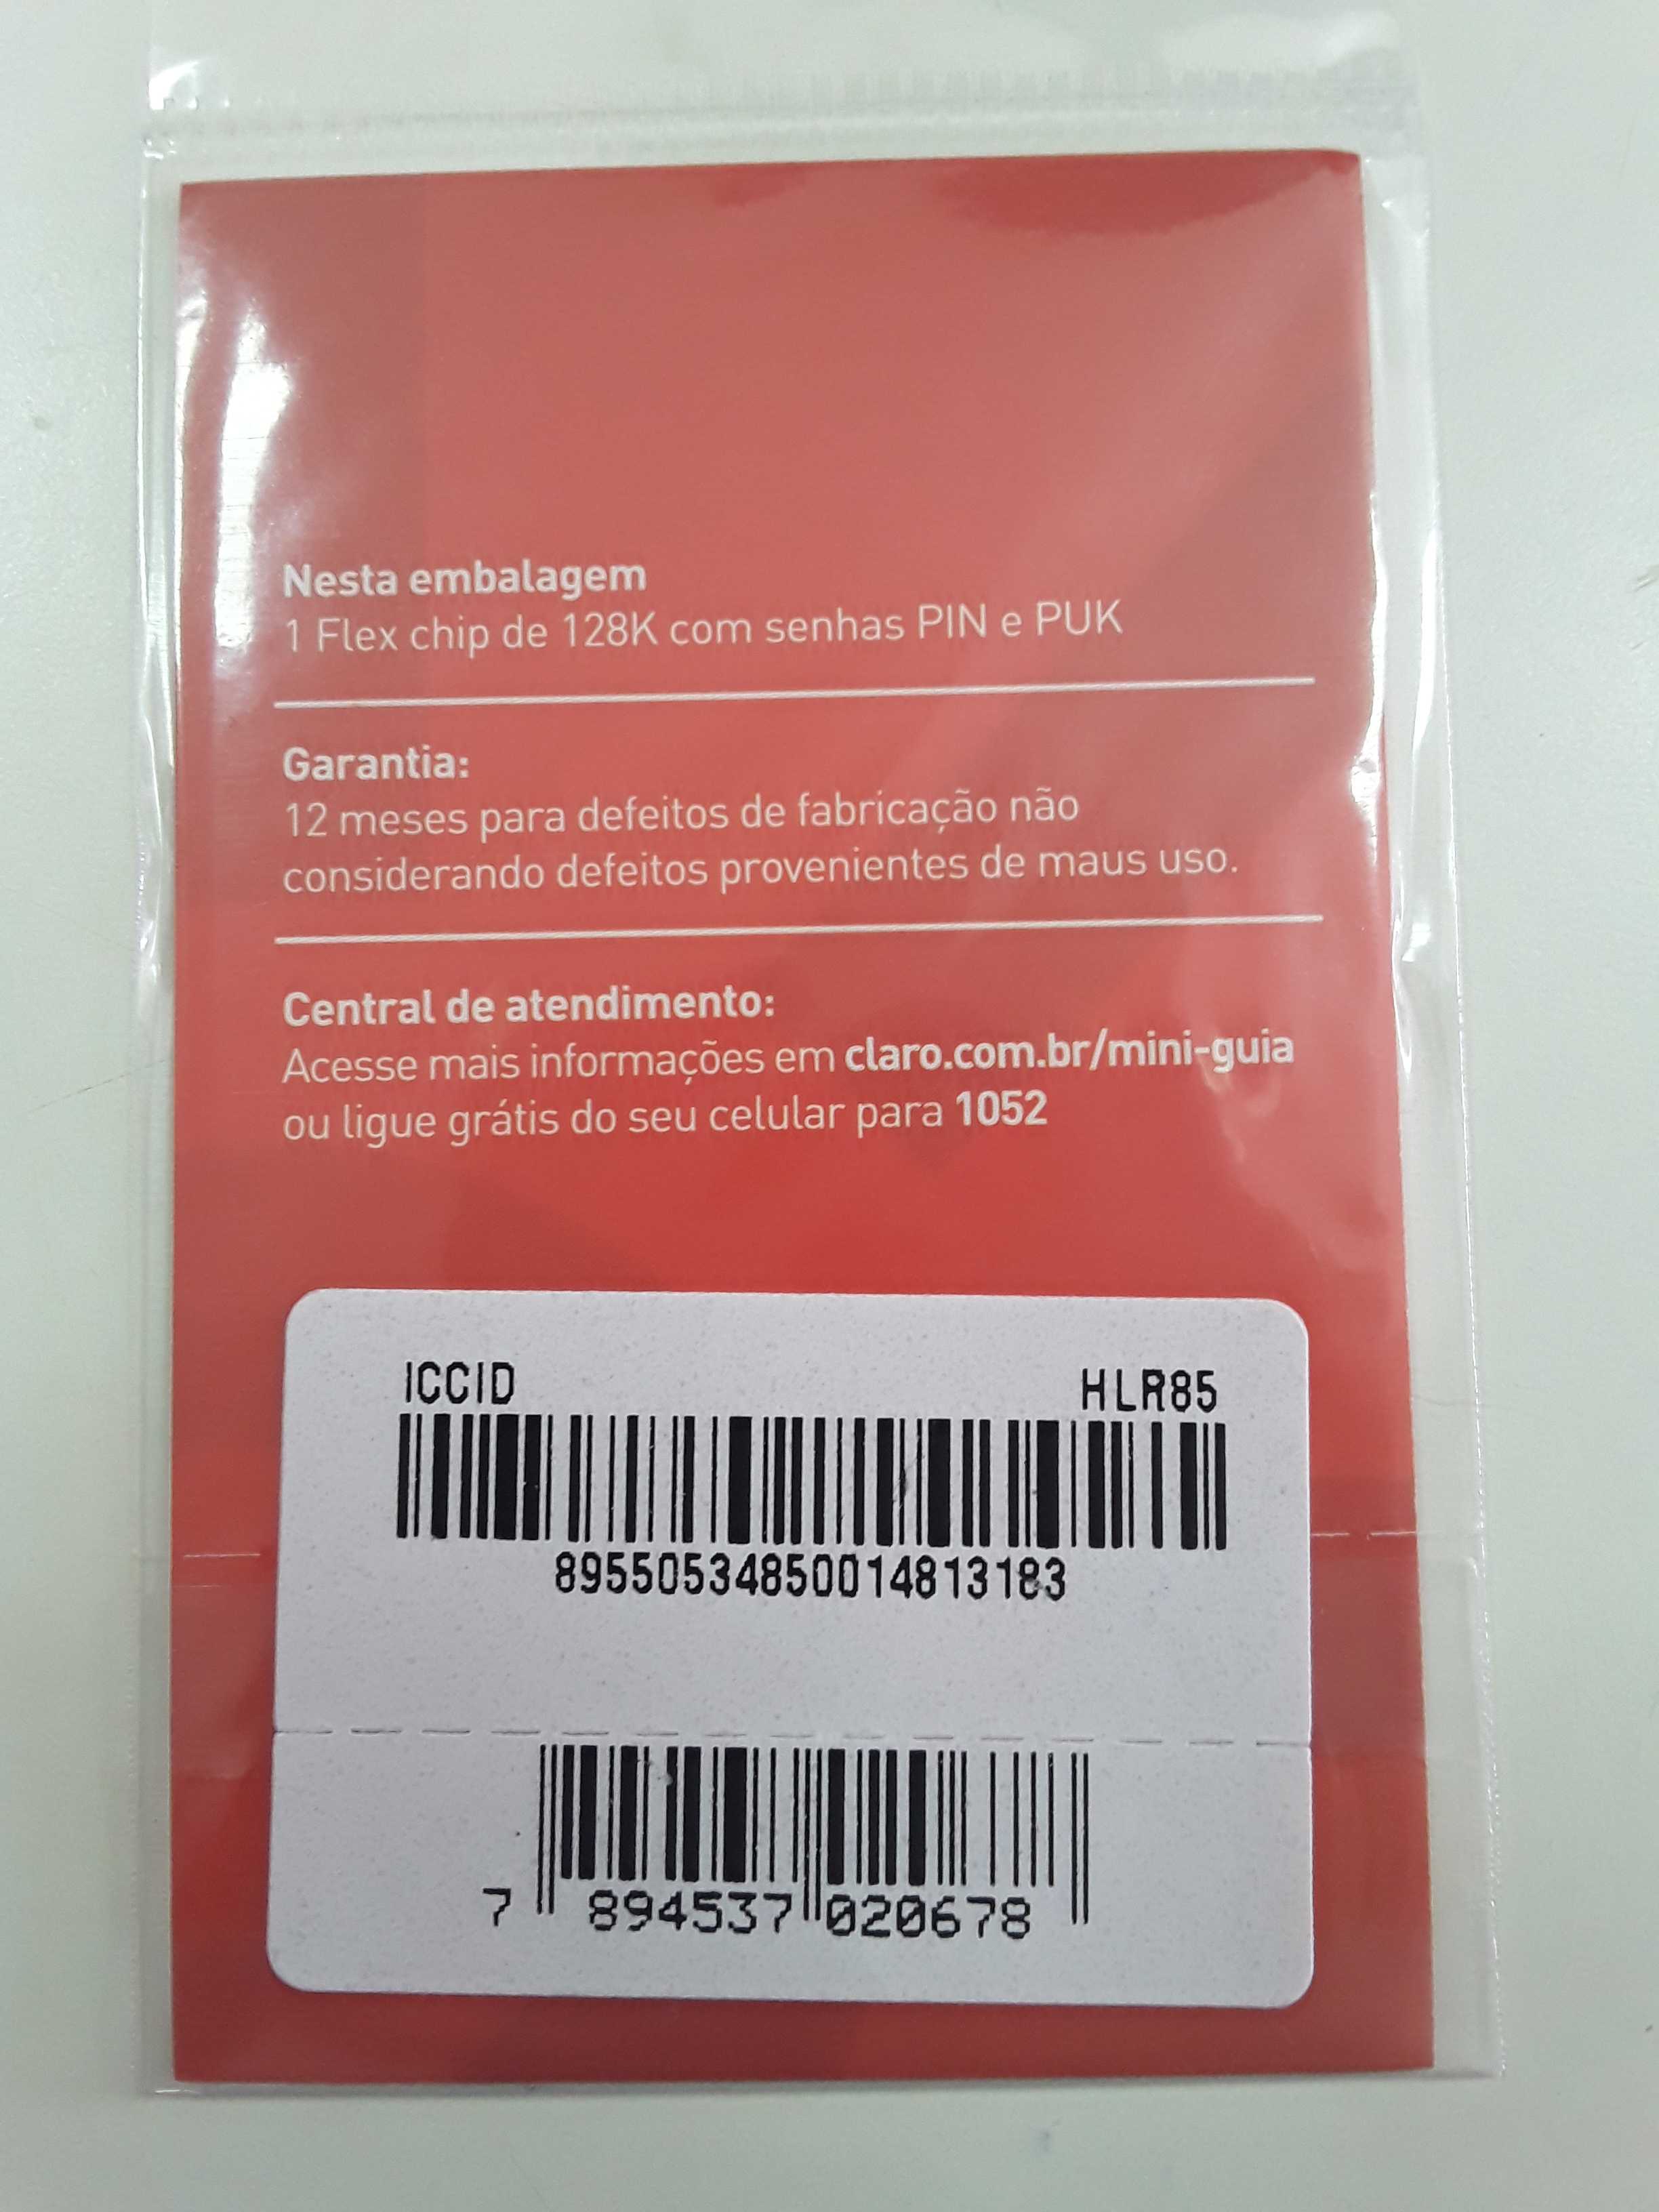 Nesta embalagem
1 Flex chip de 128K com senhas PIN e PUK
Garantia:
12 meses para defeitos de fabricação não
considerando defeitos provenientes de maus uso.
Central de atendimento:
Acesse mais informações em claro.com.br/mini-guia
ou ligue grátis do seu celular para 1052
ICCID HLR85
89550534850014813183
7 894537 020678